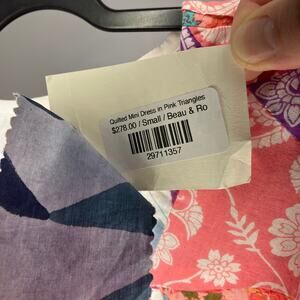 Quilted Mini Dress in Pink Triangles
$278.00 / Small / Beau & Ro
29711357